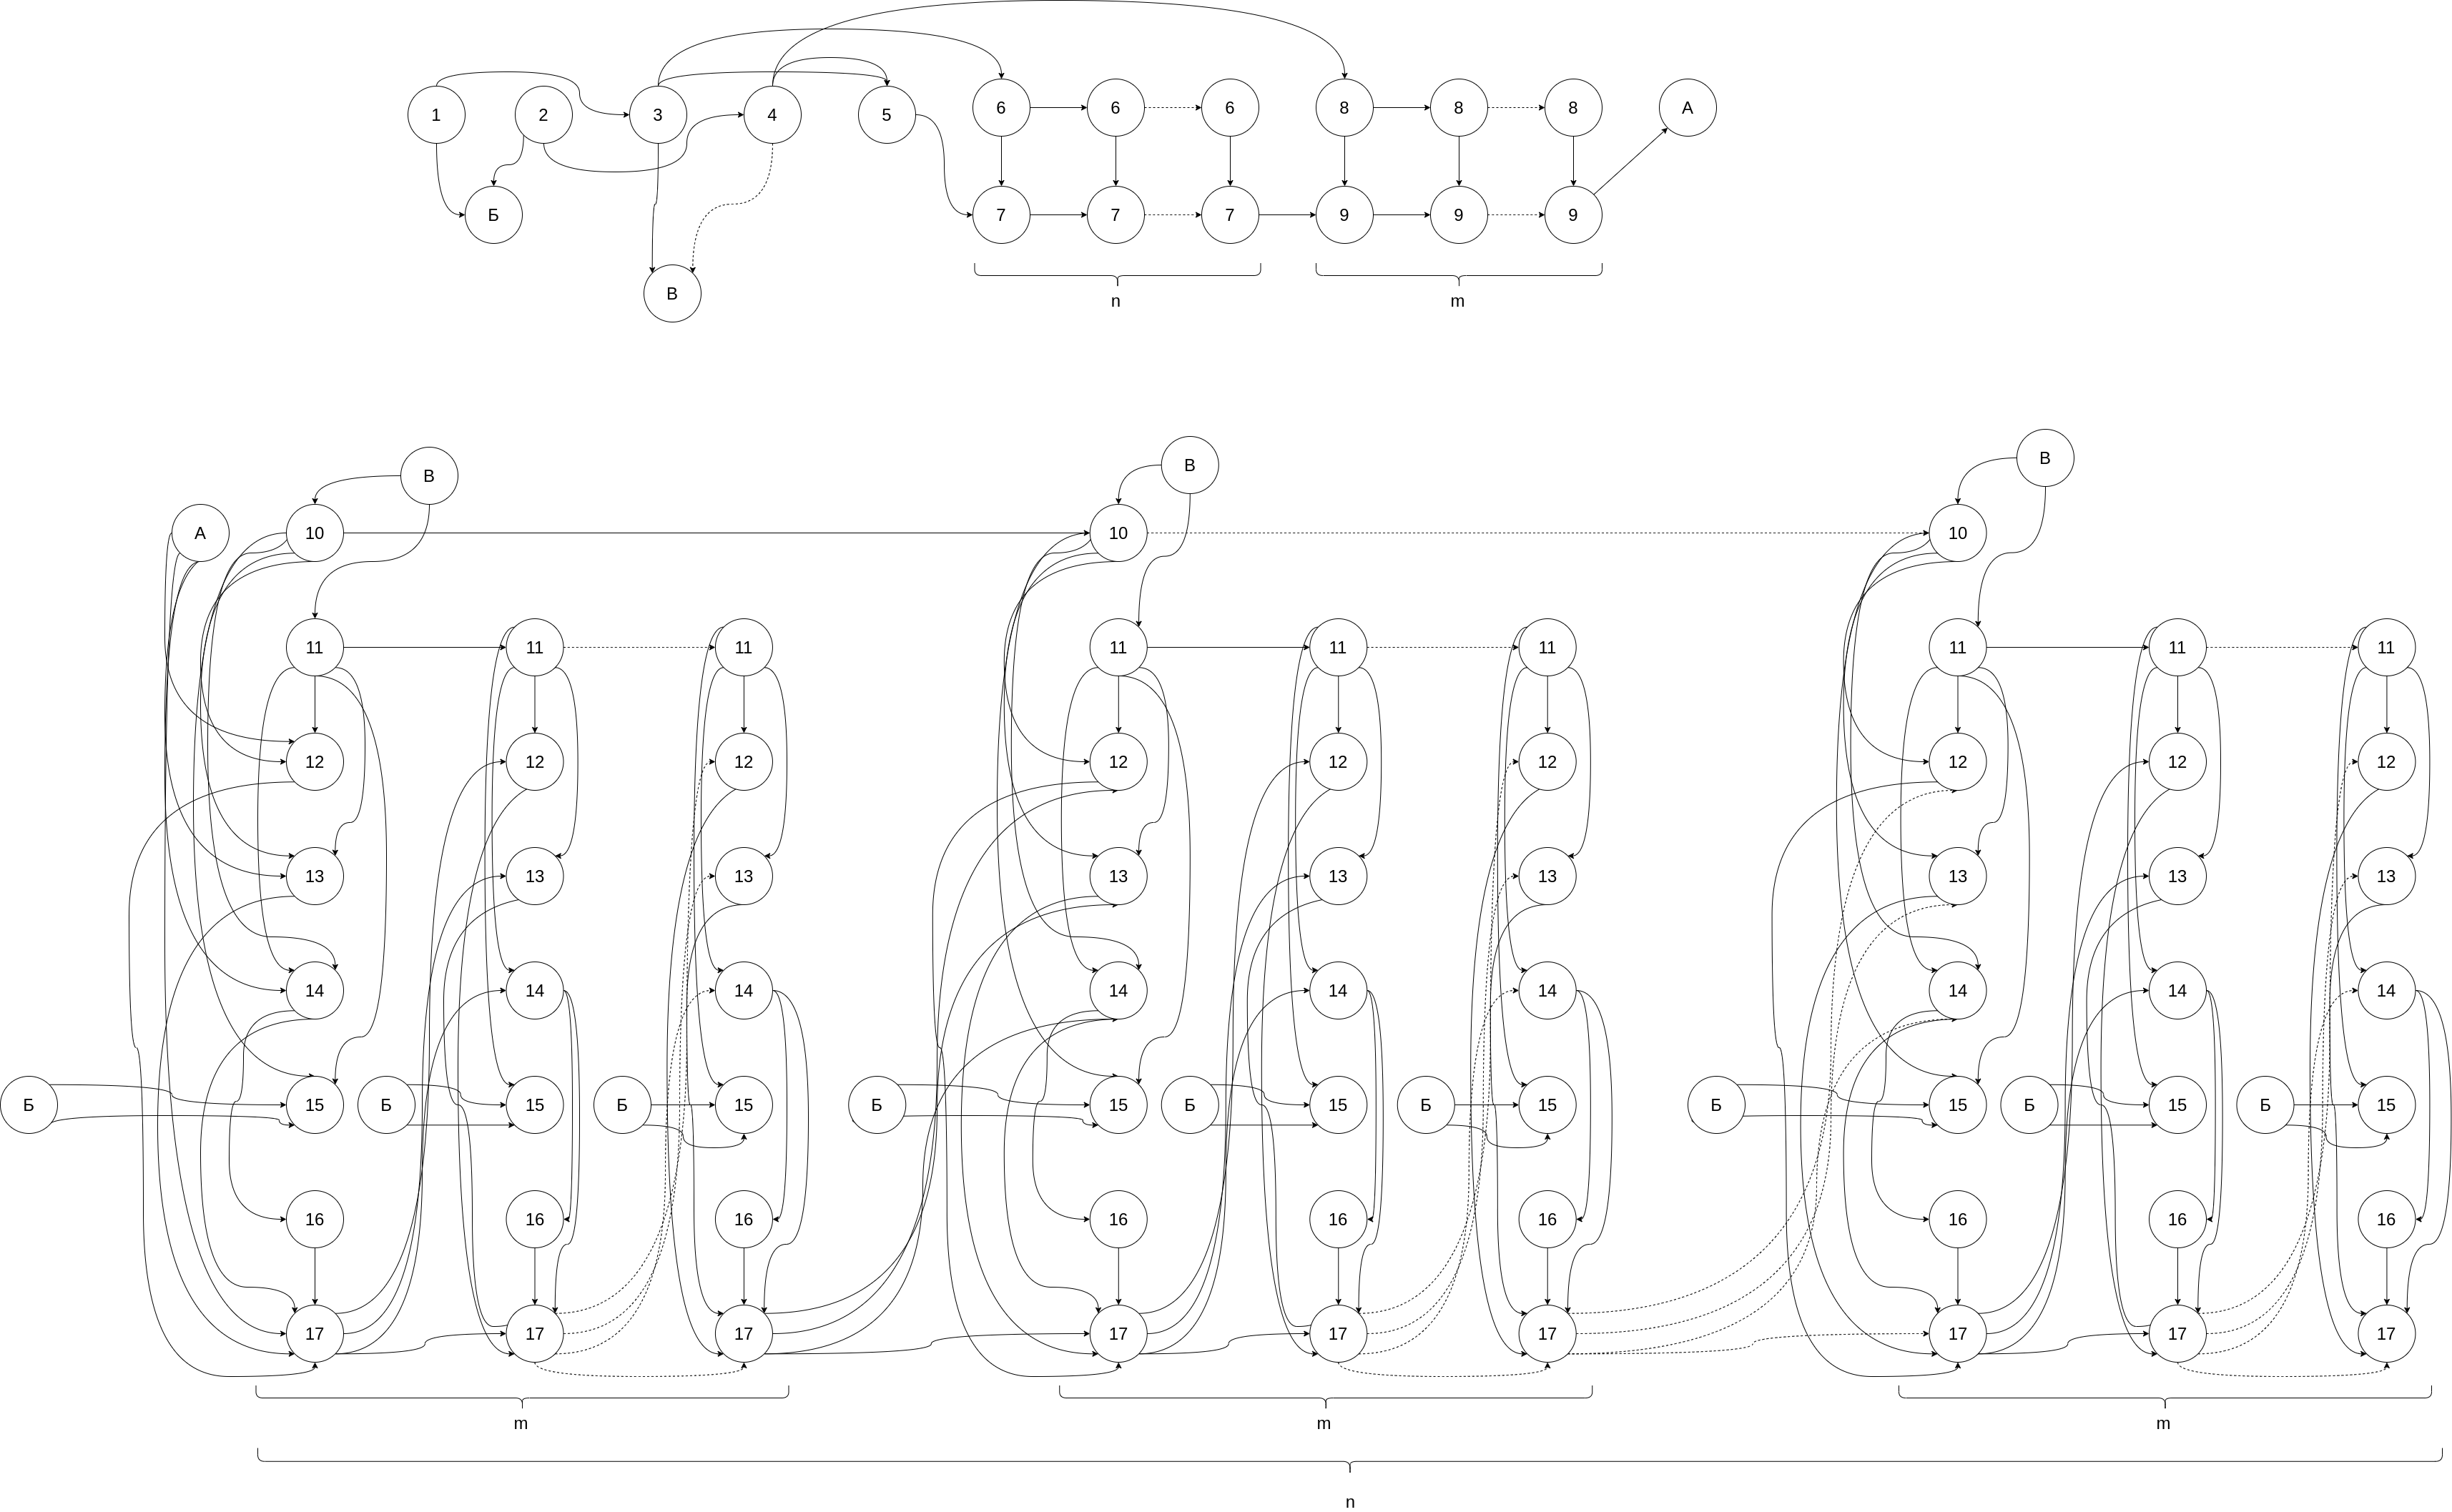 1 2 3 4 5 6 6 6 8 8 8 А
Б 7 7 7 9 9 9
В
n m
В В В
А 10 10 10
11 11 11 11 11 11 11 11 11
12 12 12 12 12 12 12 12 12
13 13 13 13 13 13 13 13 13
14 14 14 14 14 14 14 14 14
Б 15 Б 15 Б 15 Б 15 Б 15 Б 15 Б 15 Б 15 Б 15
16 16 16 16 16 16 16 16 16
17 17 17 17 17 17 17 17 17
m m m
n